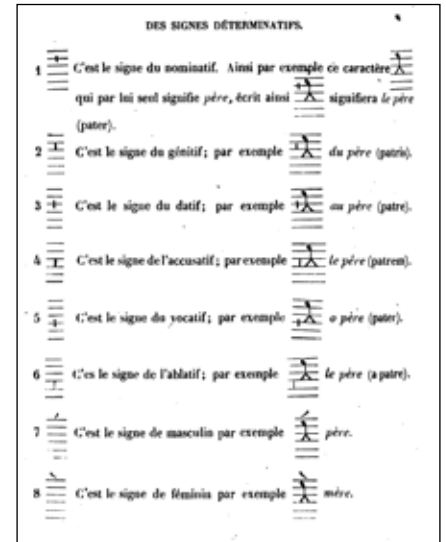 DES SIGNES DÉTERMINATIFS.
1 C'est le signe du nominatif. Ainsi par exemple ce caractère
qui par lui seul signifie père, écrit ainsi signifiera le père
(pater).
2 C'est le signe du génitif; par exemple du père (patris).
3 C'est le signe du datif; par exemple au père (patre).
4 C'est le signe de l'accusatif; par exemple le père (patrem).
5 C'est le signe du vocatif; par exemple o père (pater).
6 C'es le signe de l'ablatif; par exemple le père (a patre).
7 C'est le signe de masculin par exemple père.
8 C'est le signe de féminin par exemple mère.